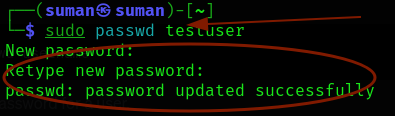 ┌──(suman㉿suman)-[~]
└─$ sudo passwd testuser
New password:
Retype new password:
passwd: password updated successfully